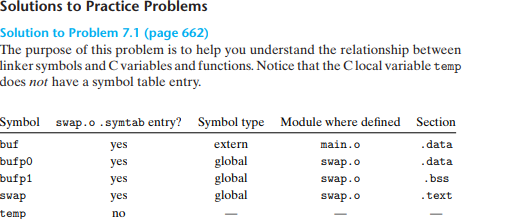 Solutions to Practice Problems
Solution to Problem 7.1 (page 662)
The purpose of this problem is to help you understand the relationship between
linker symbols and C variables and functions. Notice that the C local variable temp
does not have a symbol table entry.
Symbol swap.o .symtab entry? Symbol type Module where defined Section
buf yes extern main.o .data
bufp0 yes global swap.o .data
bufp1 yes global swap.o .bss
swap yes global swap.o .text
temp no — — —